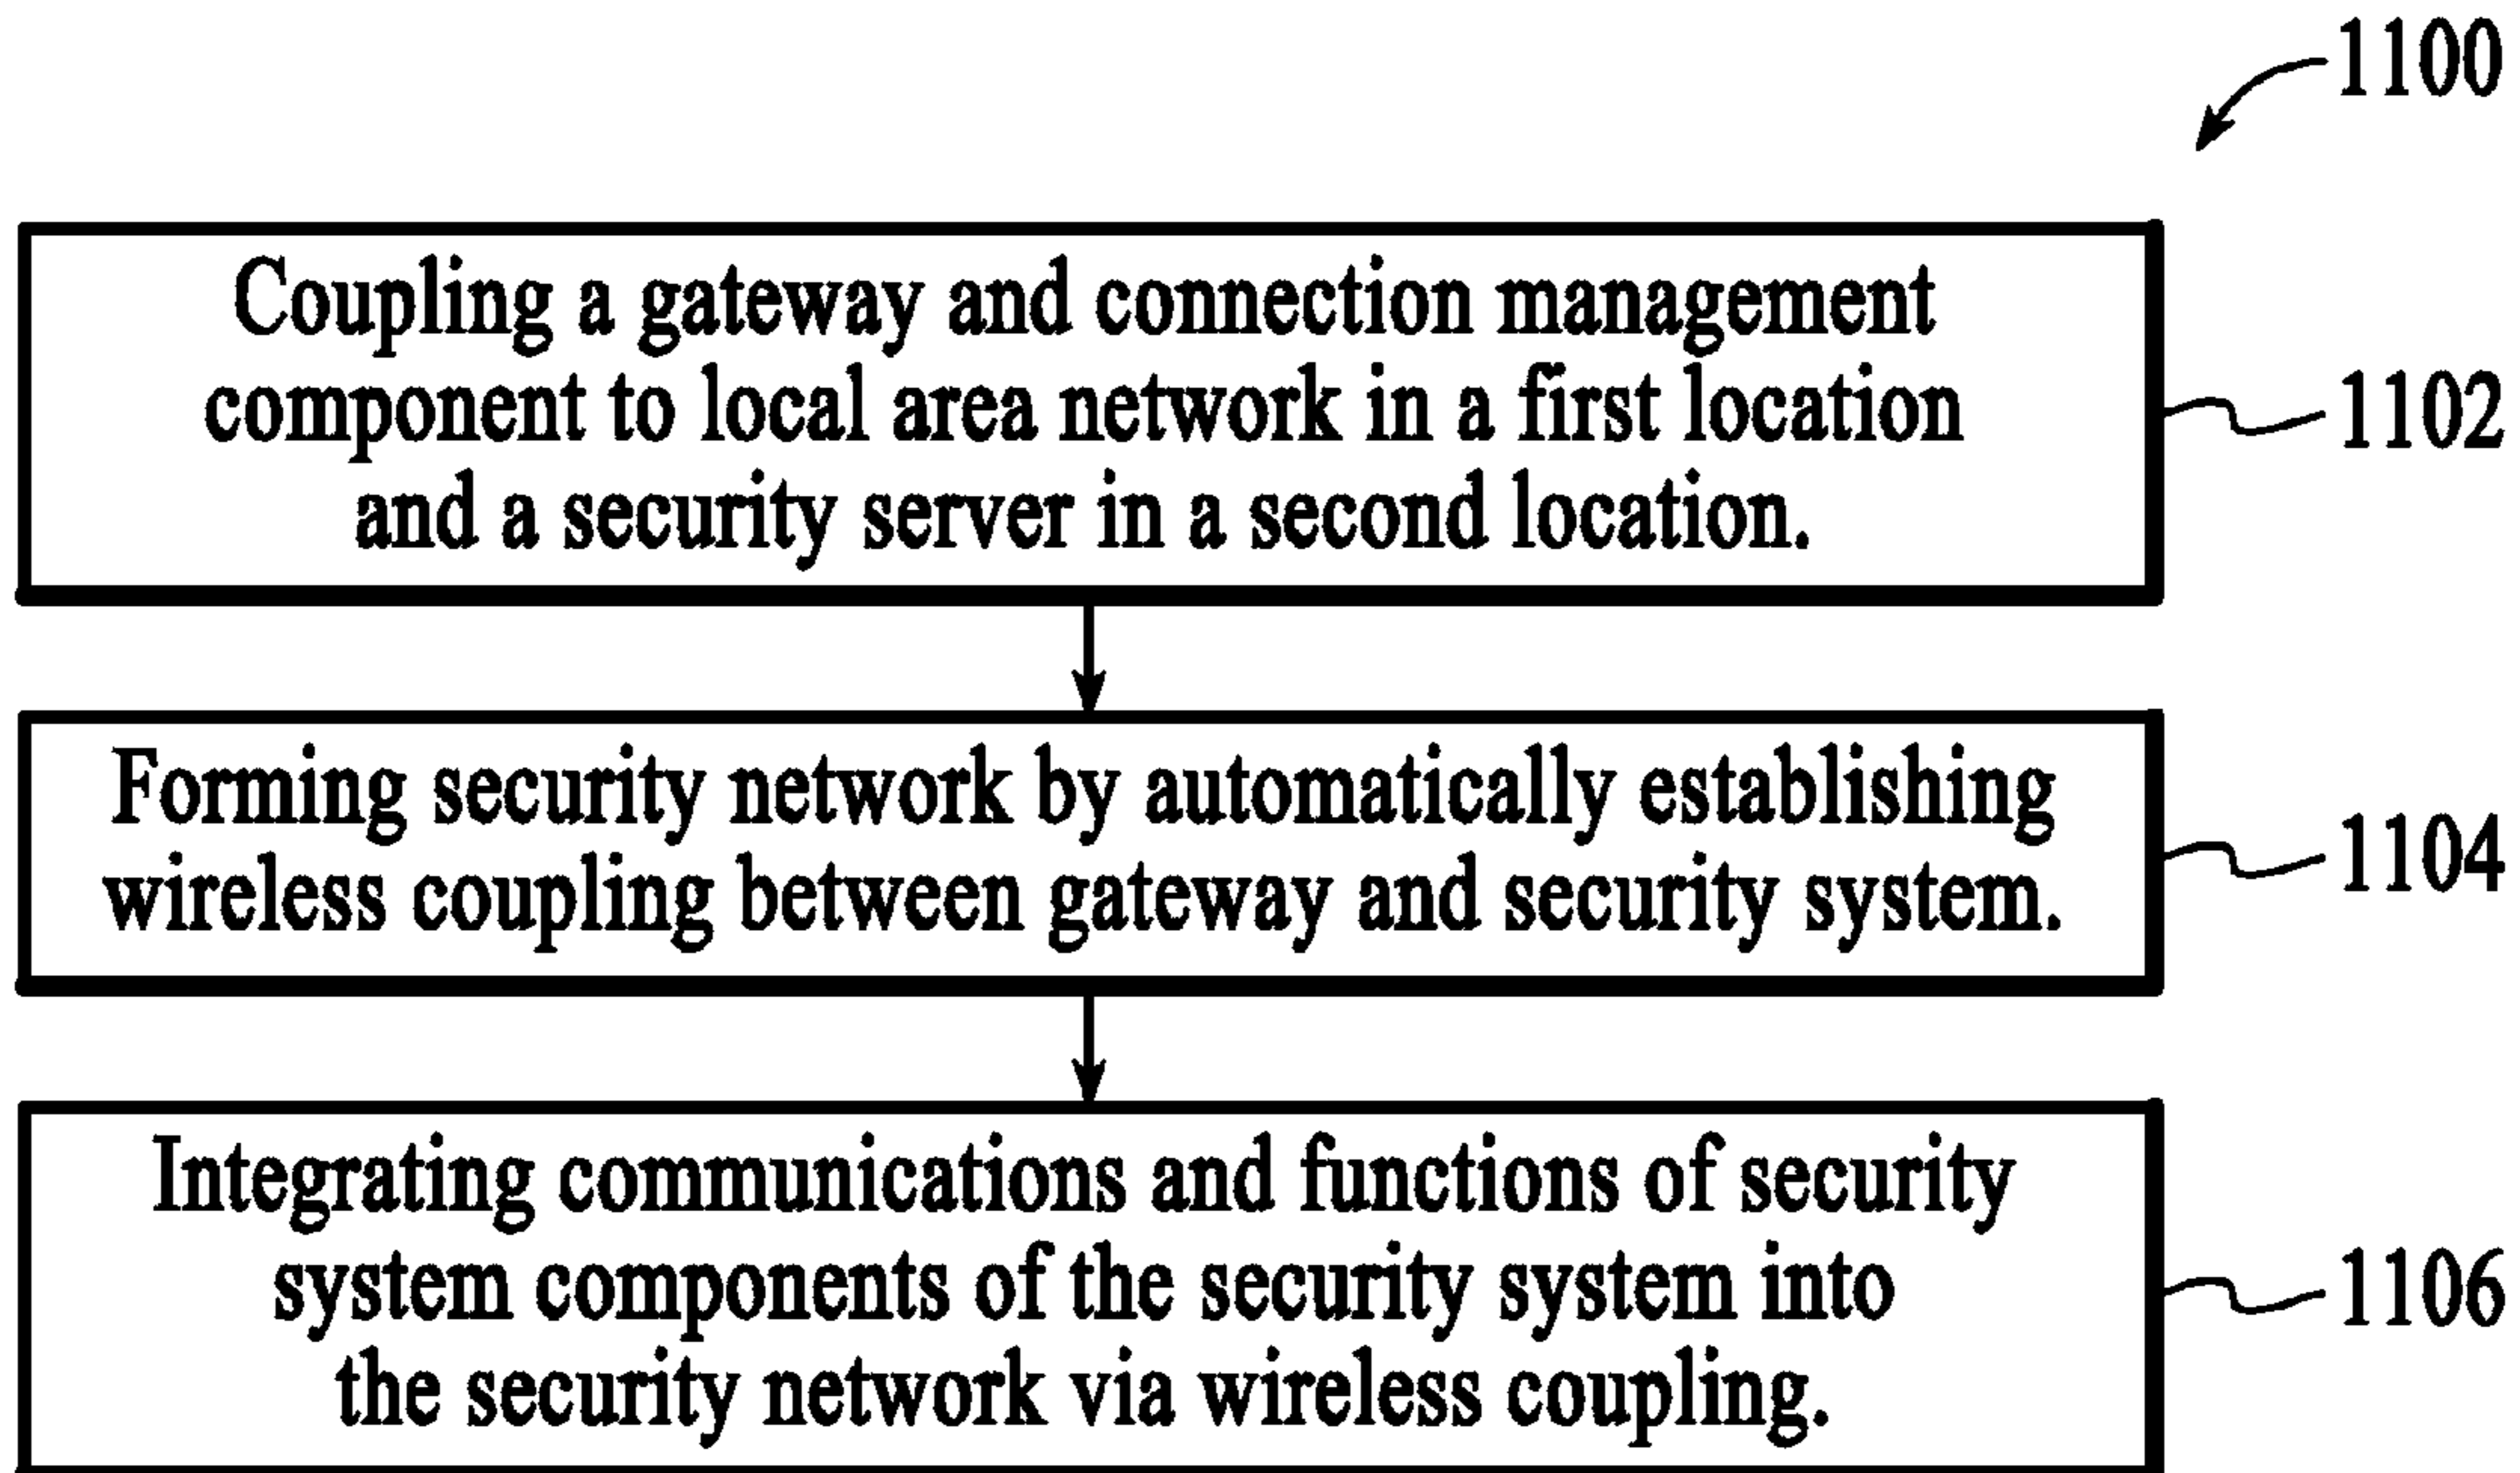 1100
Coupling a gateway and connection management
component to local area network in a first location
and a security server in a second location.
1102
Forming security network by automatically establishing
wireless coupling between gateway and security system.
1104
Integrating communications and functions of security
system components of the security system into
the security network via wireless coupling.
1106